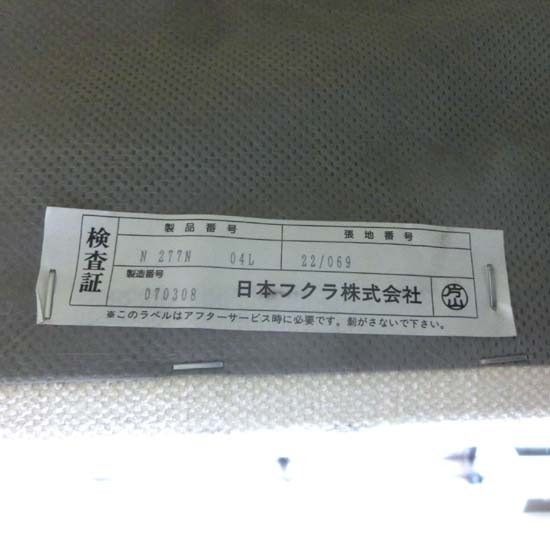 検査証
製品番号 張地番号
N 277N 04L 22/069
製造番号
070308 日本フクラ株式会社 片山
※このラベルはアフターサービス時に必要です。剝がさないで下さい。